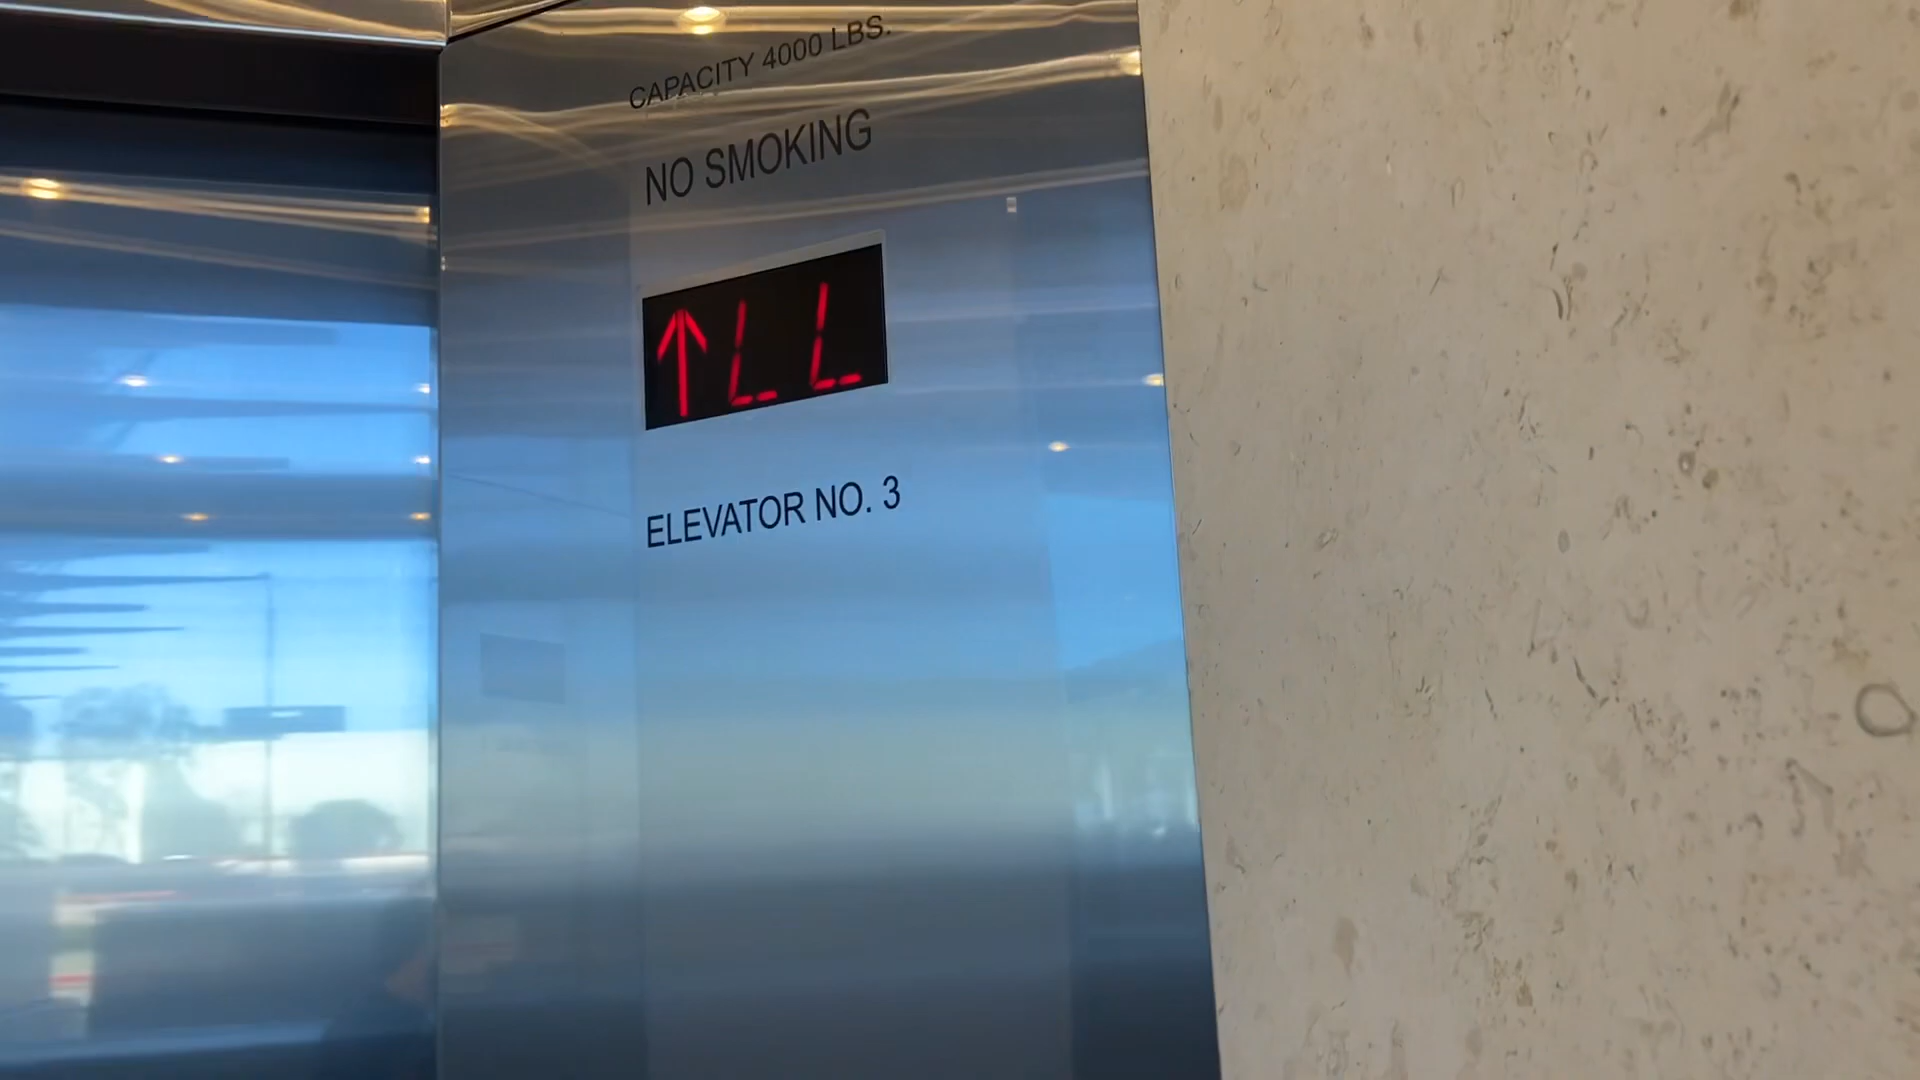 CAPACITY 4000 LBS.
NO SMOKING
↑LL
ELEVATOR NO. 3